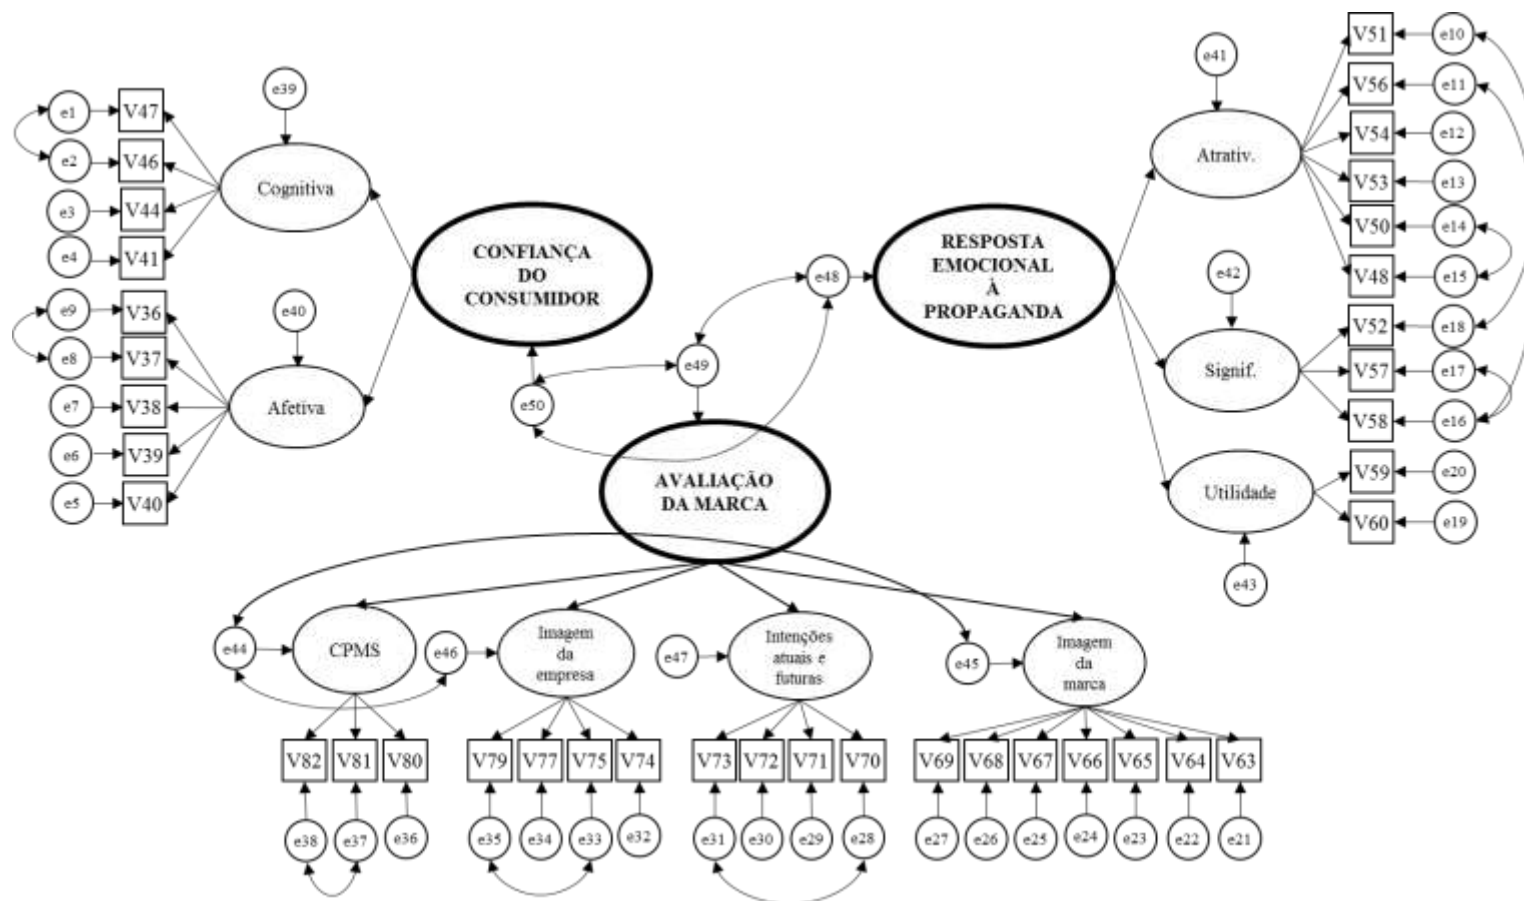 V51
e10
e41
V56
e11
e39
e1
V47
V54
e12
Atrativ.
e2
V46
Cognitiva
V53
e13
e3
V44
V50
e14
CONFIANÇA
DO
CONSUMIDOR
RESPOSTA
EMOCIONAL
À
PROPAGANDA
e4
V41
e48
e42
V48
e15
e9
V36
e40
V52
e18
e8
V37
e49
Signif.
V57
e17
e7
V38
Afetiva
e50
V58
e16
e6
V39
AVALIAÇÃO
DA MARCA
V59
e20
e5
V40
Utilidade
V60
e19
e43
e44
CPMS
e46
Imagem
da
empresa
e47
Intenções
atuais e
futuras
e45
Imagem
da
marca
V82
V81
V80
V79
V77
V75
V74
V73
V72
V71
V70
V69
V68
V67
V66
V65
V64
V63
e38
e37
e36
e35
e34
e33
e32
e31
e30
e29
e28
e27
e26
e25
e24
e23
e22
e21